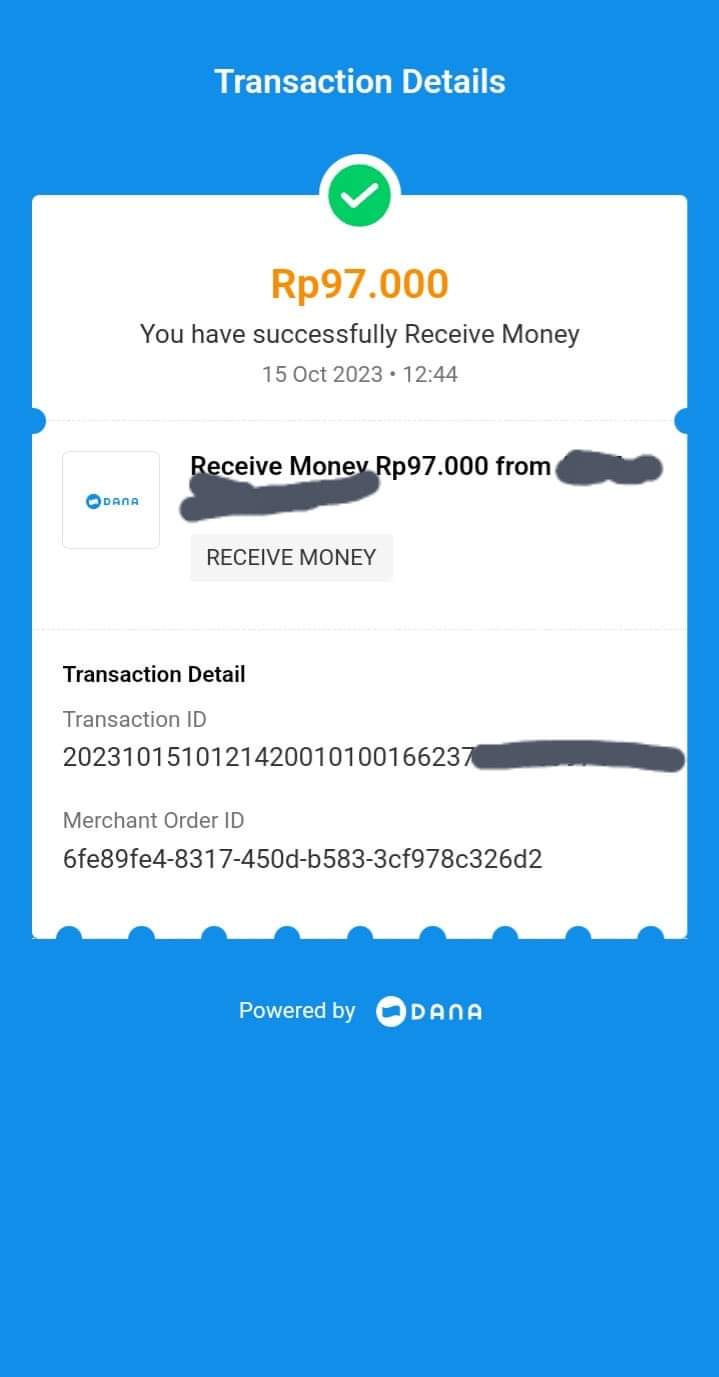 Transaction Details
Rp97.000
You have successfully Receive Money
15 Oct 2023 • 12:44
DANA
Receive Money Rp97.000 from
RECEIVE MONEY
Transaction Detail
Transaction ID
2023101510121420010100166237
Merchant Order ID
6fe89fe4-8317-450d-b583-3cf978c326d2
Powered by DANA